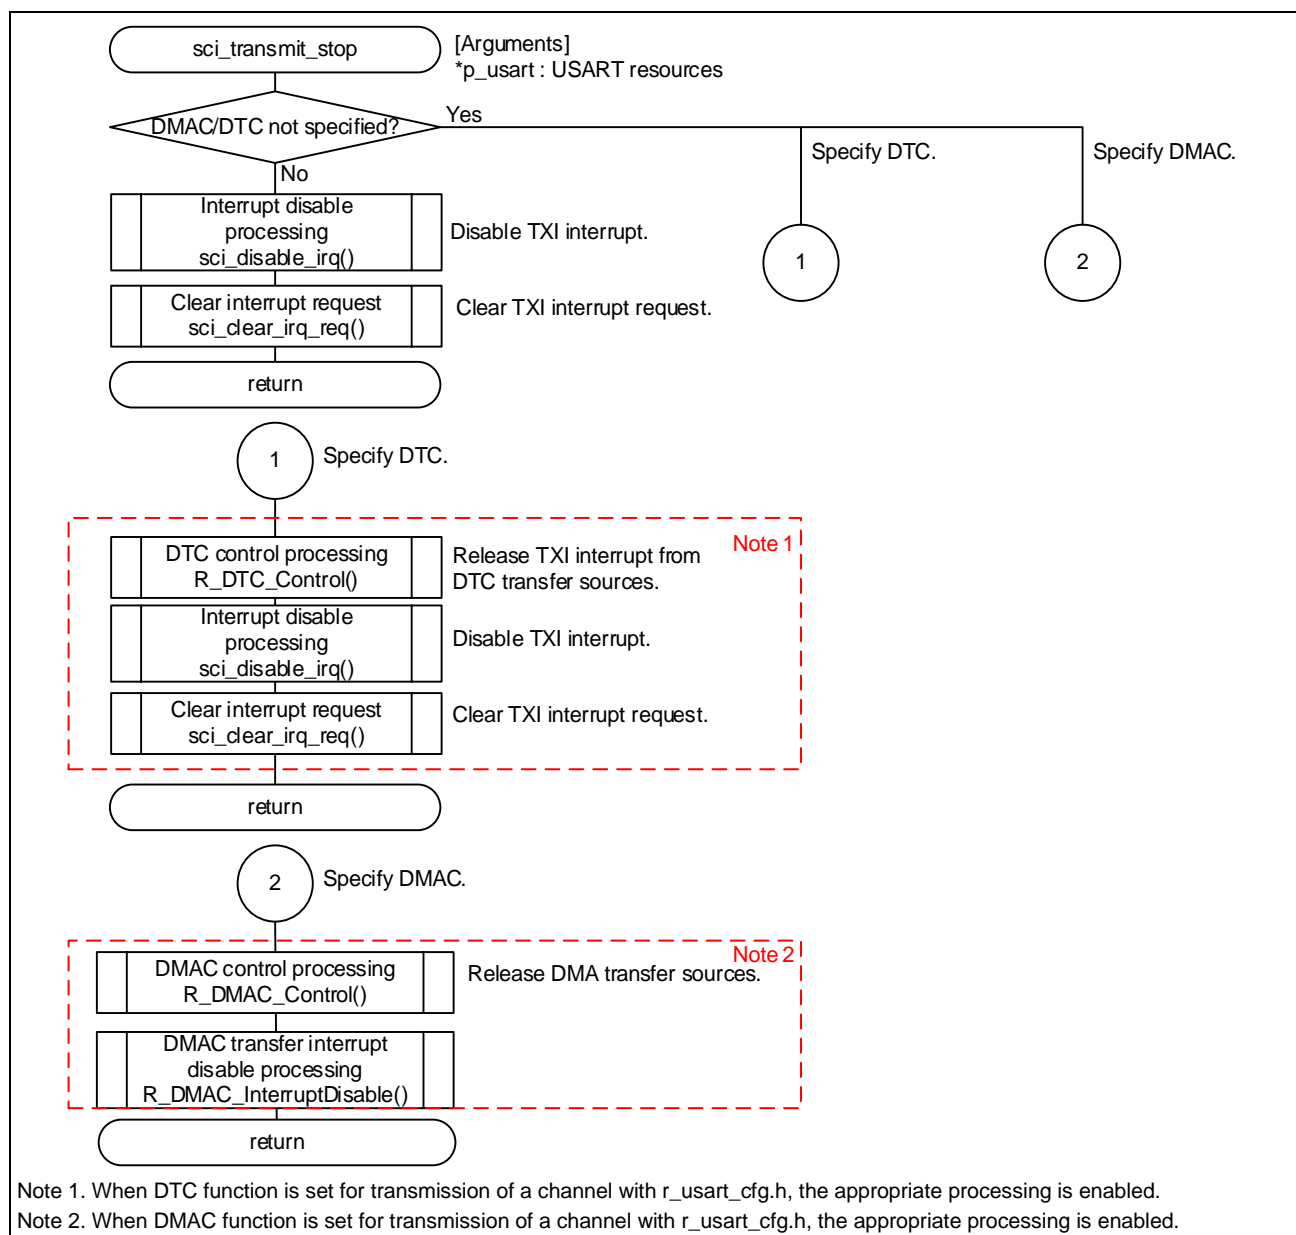 sci_transmit_stop
[Arguments]
*p_usart : USART resources
DMAC/DTC not specified?
Yes
Specify DTC.
Specify DMAC.
No
Interrupt disable
processing
sci_disable_irq()
Disable TXI interrupt.
1
2
Clear interrupt request
sci_clear_irq_req()
Clear TXI interrupt request.
return
1
Specify DTC.
Note 1
DTC control processing
R_DTC_Control()
Release TXI interrupt from
DTC transfer sources.
Interrupt disable
processing
sci_disable_irq()
Disable TXI interrupt.
Clear interrupt request
sci_clear_irq_req()
Clear TXI interrupt request.
return
2
Specify DMAC.
Note 2
DMAC control processing
R_DMAC_Control()
Release DMA transfer sources.
DMAC transfer interrupt
disable processing
R_DMAC_InterruptDisable()
return
Note 1. When DTC function is set for transmission of a channel with r_usart_cfg.h, the appropriate processing is enabled.
Note 2. When DMAC function is set for transmission of a channel with r_usart_cfg.h, the appropriate processing is enabled.